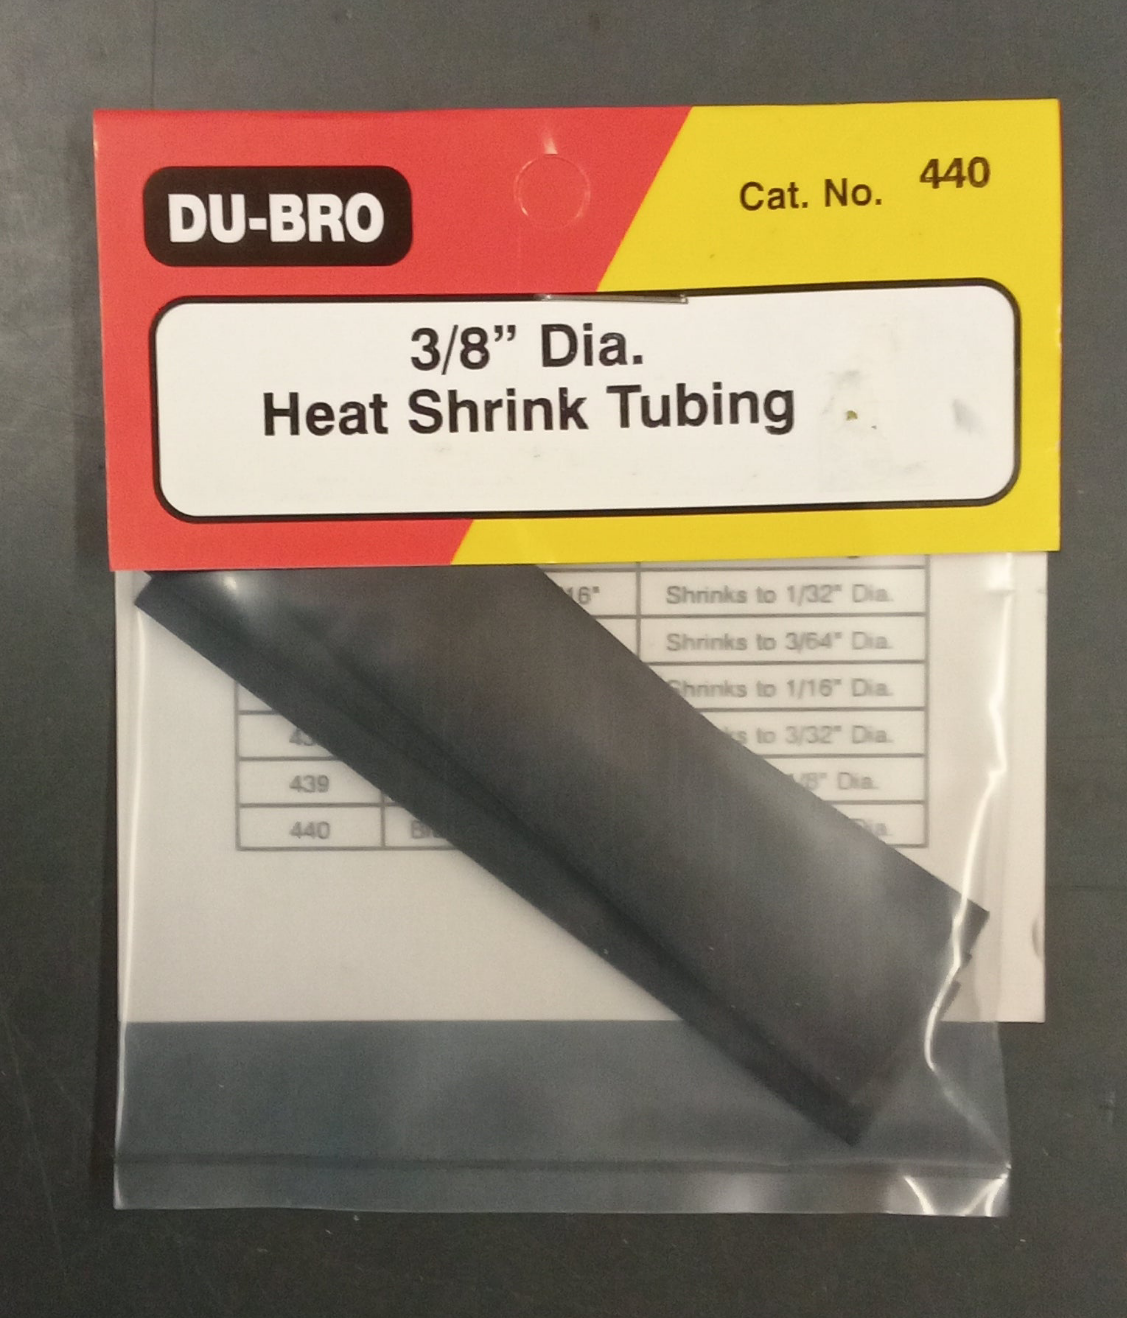 DU-BRO
Cat. No. 440
3/8” Dia.
Heat Shrink Tubing
Shrinks to 1/32" Dia.
Shrinks to 3/64" Dia.
Shrinks to 1/16" Dia.
to 3/32" Dia.
439 Dia.
440